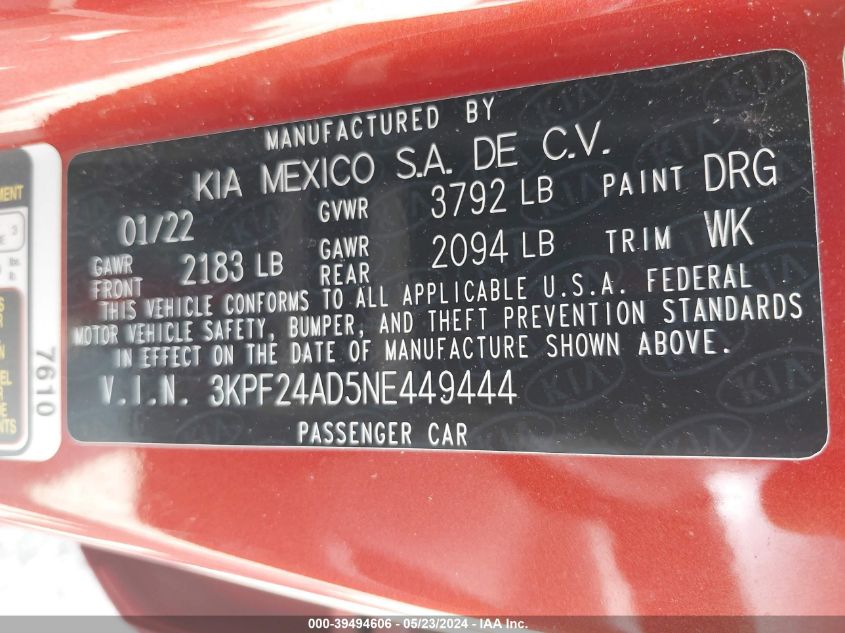 MANUFACTURED BY
KIA MEXICO S.A. DE C.V.
01/22 GVWR 3792 LB PAINT DRG
GAWR FRONT 2183 LB GAWR REAR 2094 LB TRIM WK
THIS VEHICLE CONFORMS TO ALL APPLICABLE U.S.A. FEDERAL
MOTOR VEHICLE SAFETY, BUMPER, AND THEFT PREVENTION STANDARDS
IN EFFECT ON THE DATE OF MANUFACTURE SHOWN ABOVE.
V.I.N. 3KPF24AD5NE449444
PASSENGER CAR
7610
000-39494606 - 05/23/2024 - IAAI Inc.